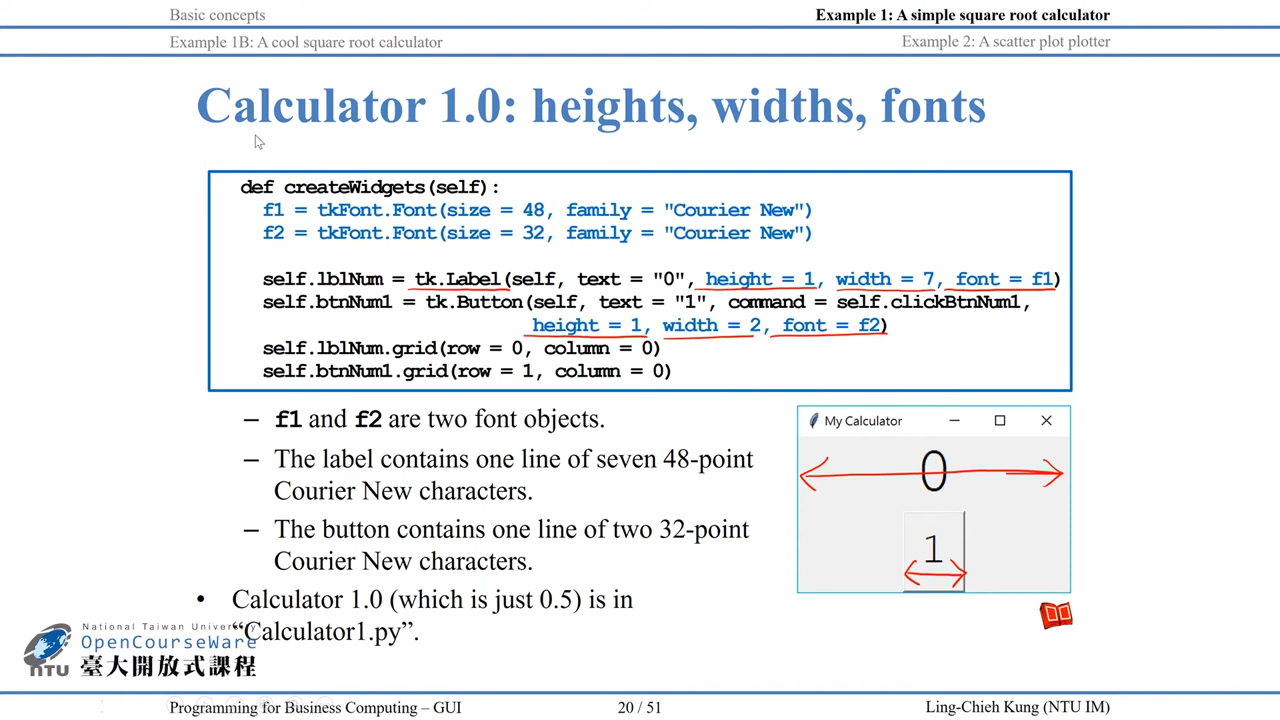 Basic concepts
Example 1: A simple square root calculator
Example 1B: A cool square root calculator
Example 2: A scatter plot plotter
Calculator 1.0: heights, widths, fonts
def createWidgets(self):
f1 = tkFont.Font(size = 48, family = "Courier New")
f2 = tkFont.Font(size = 32, family = "Courier New")
self.lblNum = tk.Label(self, text = "0", height = 1, width = 7, font = f1)
self.btnNum1 = tk.Button(self, text = "1", command = self.clickBtnNum1,
height = 1, width = 2, font = f2)
self.lblNum.grid(row = 0, column = 0)
self.btnNum1.grid(row = 1, column = 0)
– f1 and f2 are two font objects.
– The label contains one line of seven 48-point
Courier New characters.
– The button contains one line of two 32-point
Courier New characters.
• Calculator 1.0 (which is just 0.5) is in
“Calculator1.py”.
My Calculator
0
1
National Taiwan University
OpenCourseWare
NTU 臺大開放式課程
Programming for Business Computing – GUI
20 / 51
Ling-Chieh Kung (NTU IM)